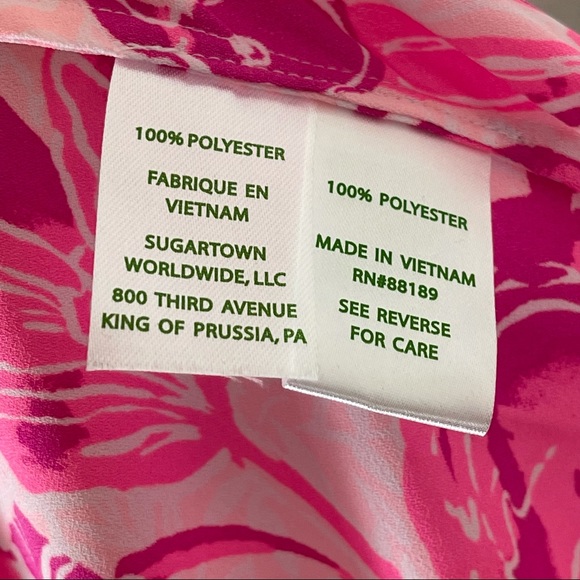 100% POLYESTER
FABRIQUE EN
VIETNAM
SUGARTOWN
WORLDWIDE, LLC
800 THIRD AVENUE
KING OF PRUSSIA, PA
100% POLYESTER
MADE IN VIETNAM
RN#88189
SEE REVERSE
FOR CARE